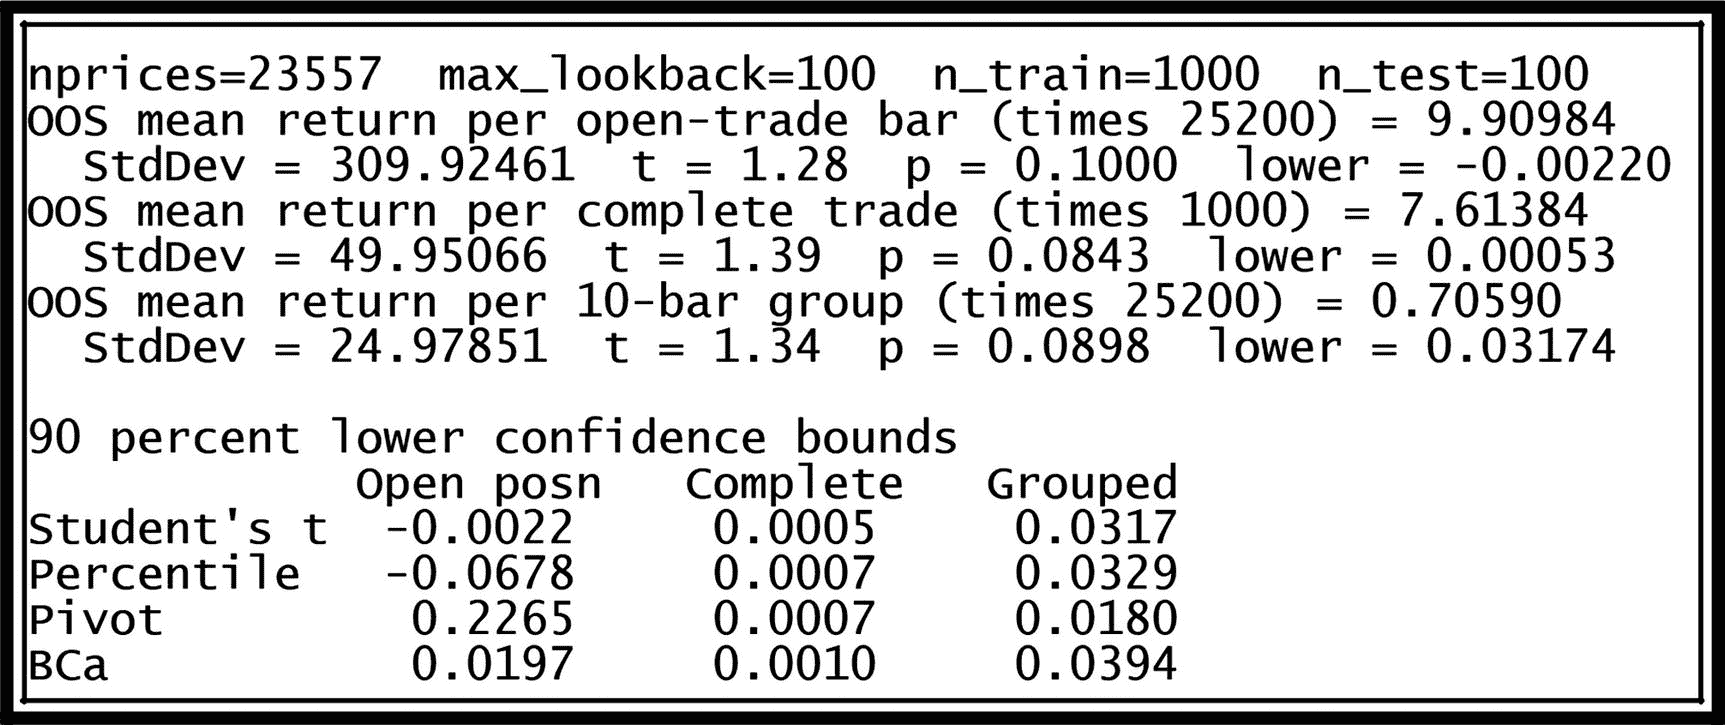 nprices=23557 max_lookback=100 n_train=1000 n_test=100
OOS mean return per open-trade bar (times 25200) = 9.90984
StdDev = 309.92461 t = 1.28 p = 0.1000 lower = -0.00220
OOS mean return per complete trade (times 1000) = 7.61384
StdDev = 49.95066 t = 1.39 p = 0.0843 lower = 0.00053
OOS mean return per 10-bar group (times 25200) = 0.70590
StdDev = 24.97851 t = 1.34 p = 0.0898 lower = 0.03174
90 percent lower confidence bounds
Open posn Complete Grouped
Student's t -0.0022 0.0005 0.0317
Percentile -0.0678 0.0007 0.0329
Pivot 0.2265 0.0007 0.0180
BCa 0.0197 0.0010 0.0394